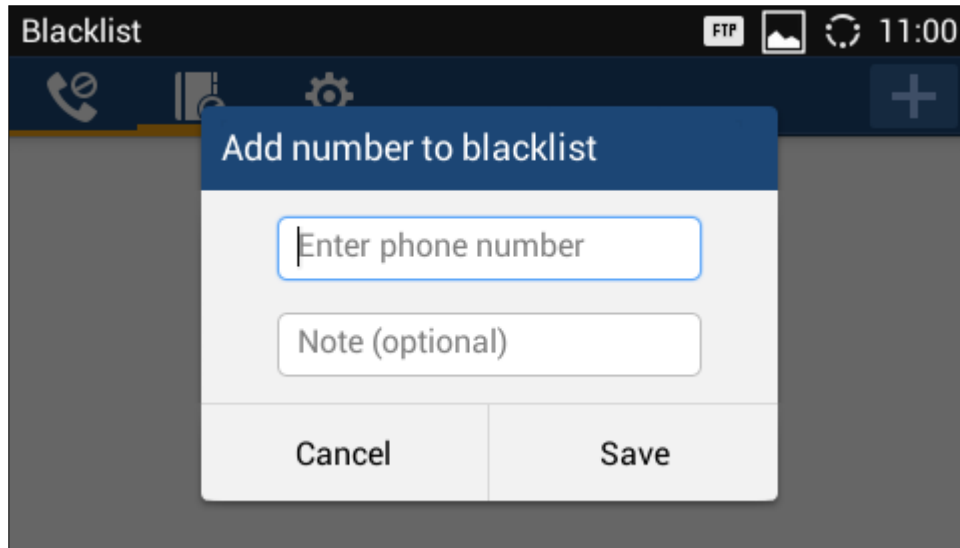 Blacklist
FTP
11:00
Add number to blacklist
Enter phone number
Note (optional)
Cancel
Save